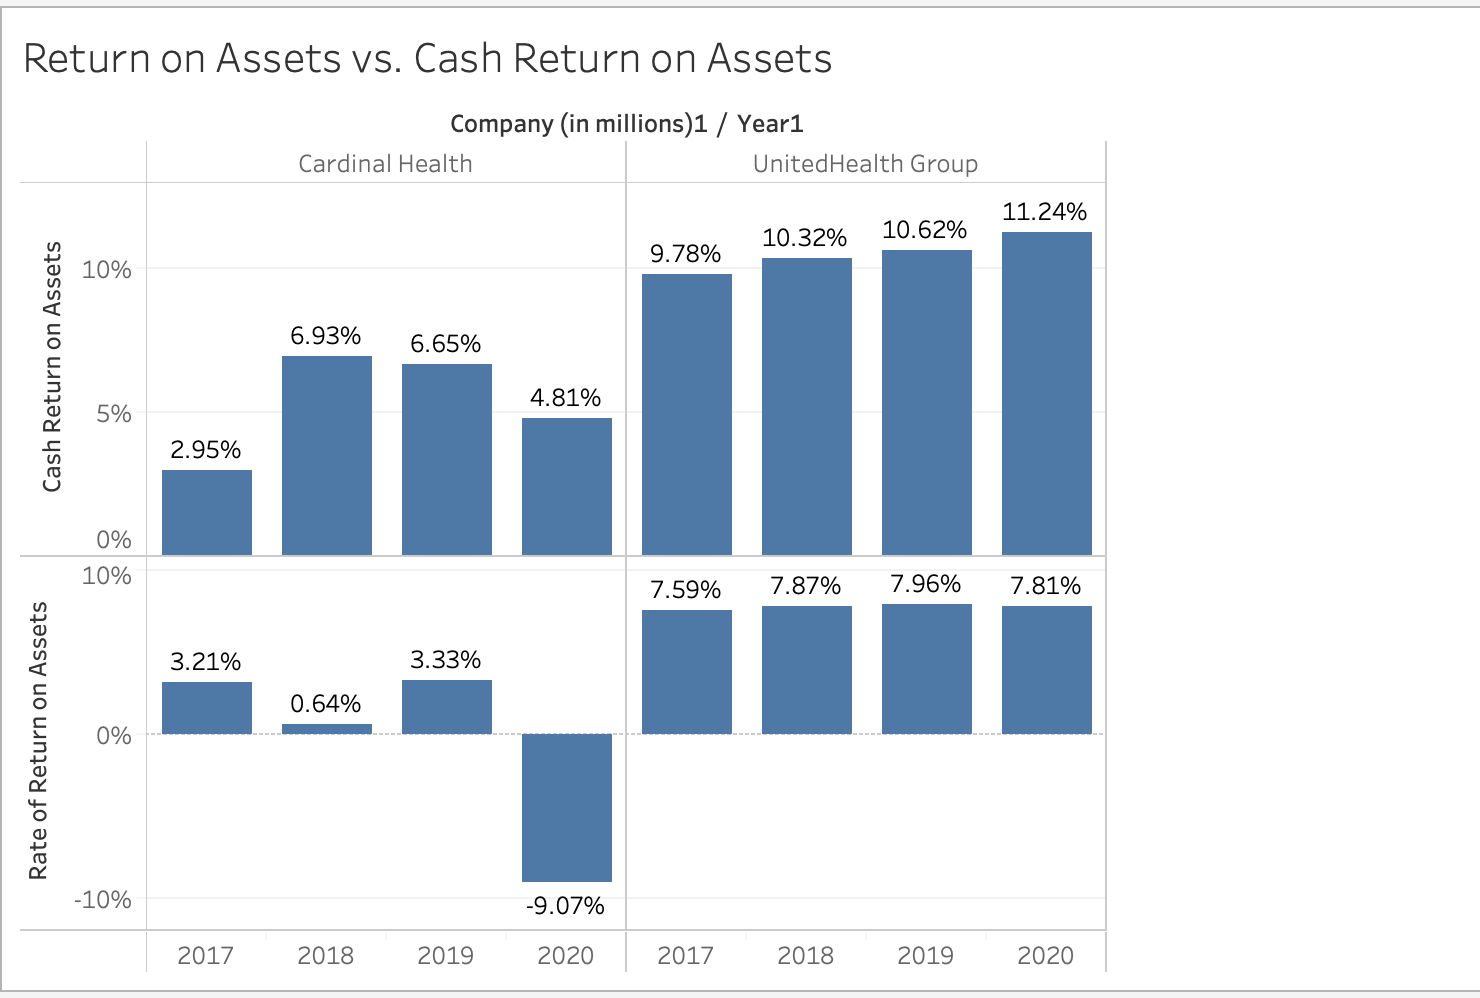 Return on Assets vs. Cash Return on Assets
Company (in millions)1 / Year1
Cardinal Health UnitedHealth Group
Cash Return on Assets
10%
5%
0%
2.95% 6.93% 6.65% 4.81% 9.78% 10.32% 10.62% 11.24%
Rate of Return on Assets
10%
0%
-10%
3.21% 0.64% 3.33% -9.07% 7.59% 7.87% 7.96% 7.81%
2017 2018 2019 2020 2017 2018 2019 2020